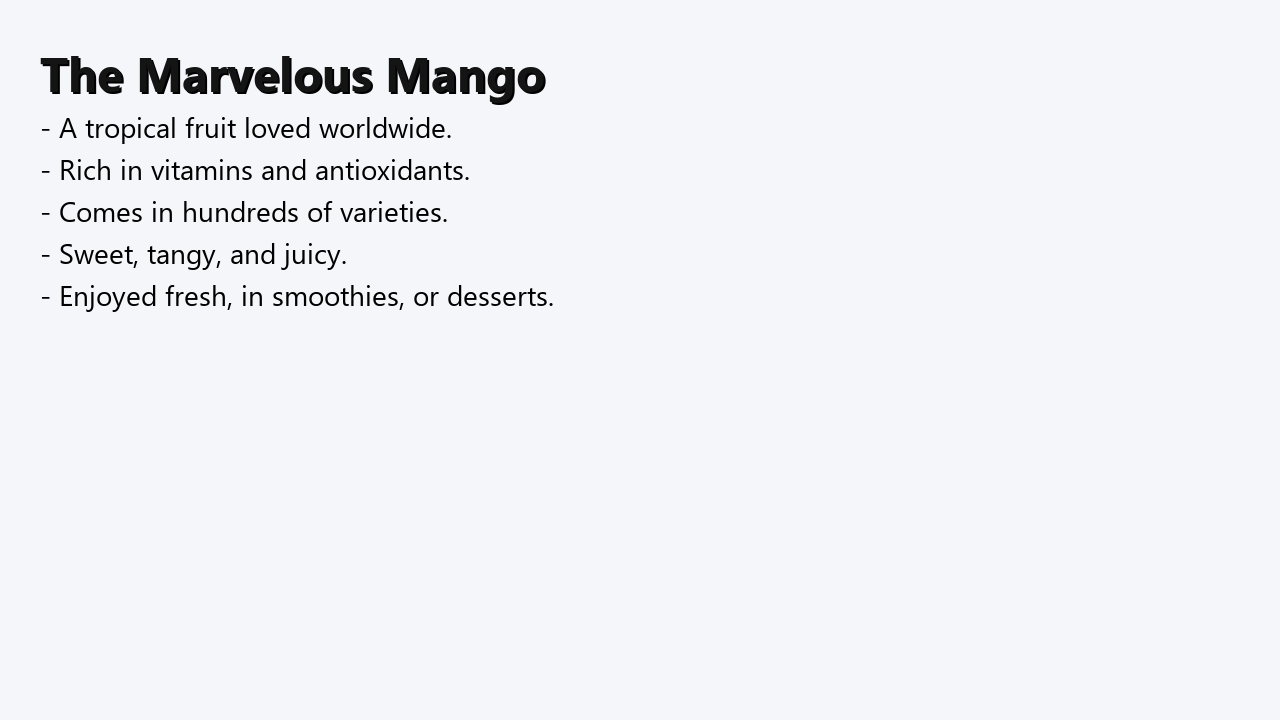 The Marvelous Mango
- A tropical fruit loved worldwide.
- Rich in vitamins and antioxidants.
- Comes in hundreds of varieties.
- Sweet, tangy, and juicy.
- Enjoyed fresh, in smoothies, or desserts.